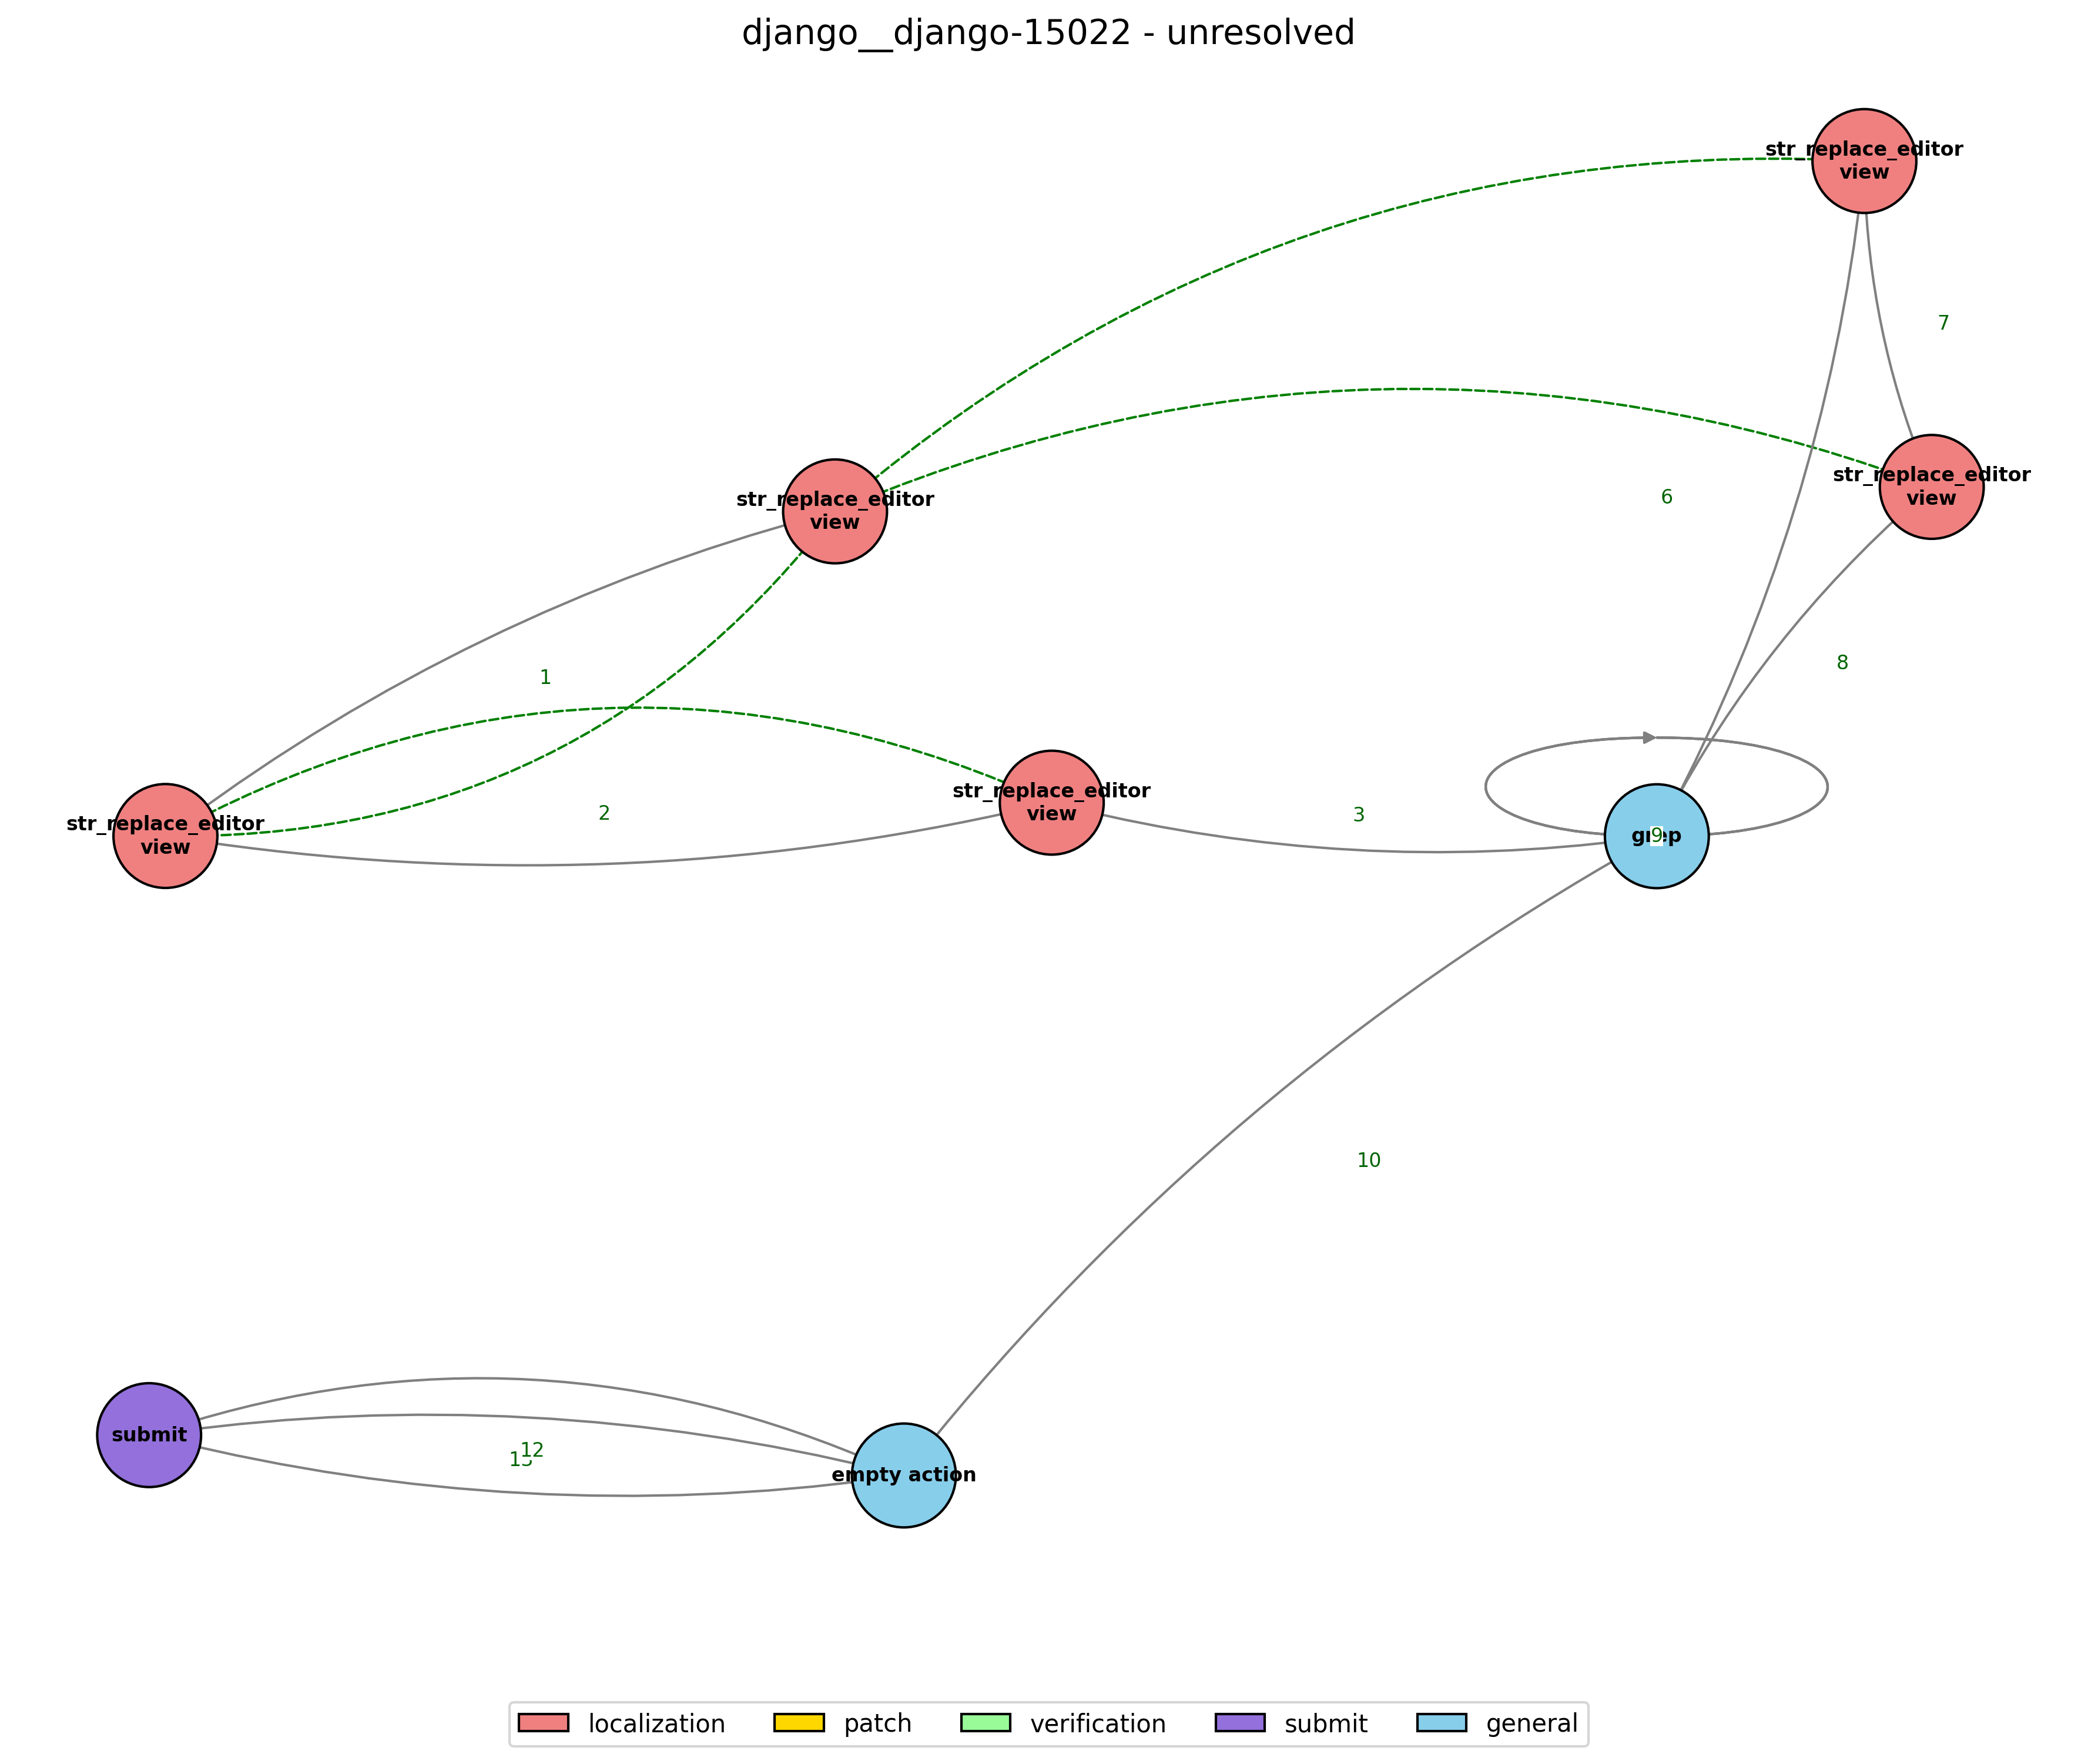 django__django-15022 - unresolved
str_replace_editor
view
7
str_replace_editor
view
6
str_replace_editor
view
8
1
str_replace_editor
view
2
3
str_replace_editor
view
grep
9
10
submit
12
empty action
localization
patch
verification
submit
general